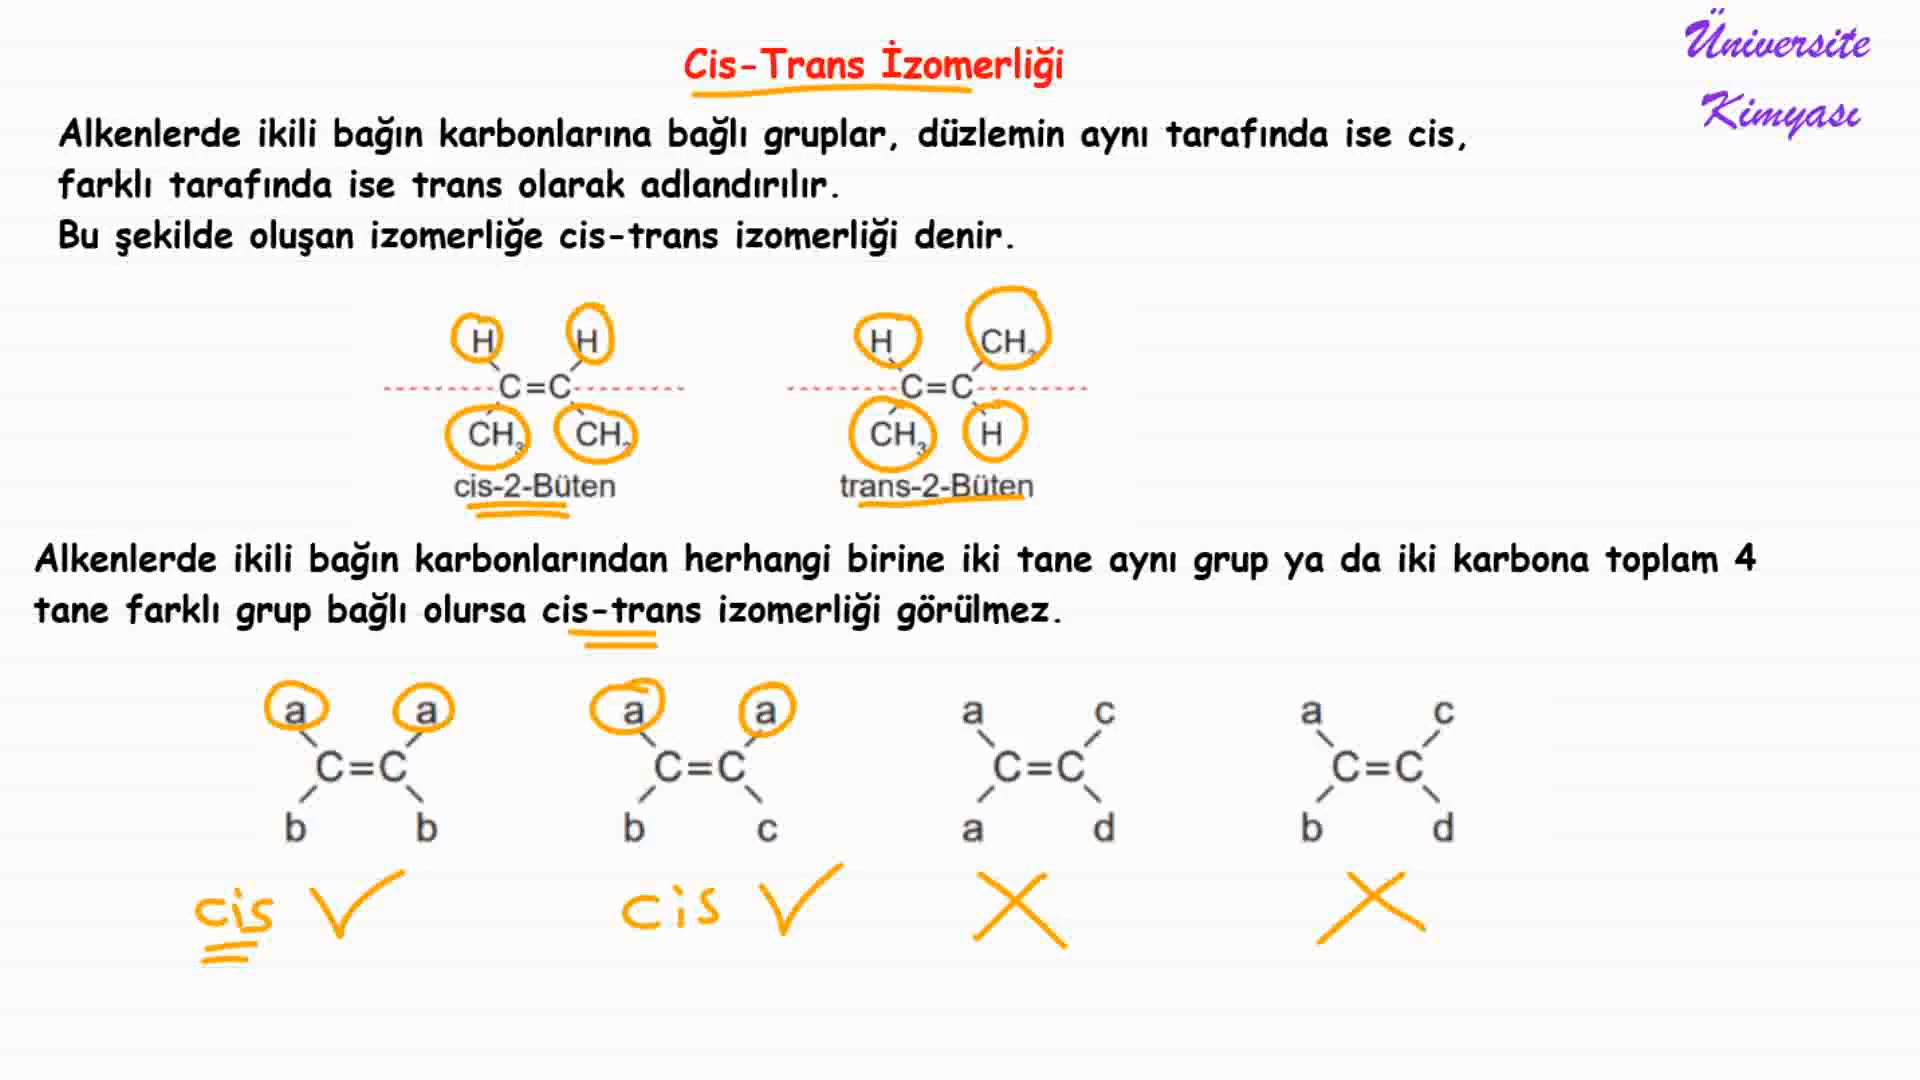 Cis-Trans İzomerliği
Üniversite
Kimyası
Alkenlerde ikili bağın karbonlarına bağlı gruplar, düzlemin aynı tarafında ise cis,
farklı tarafında ise trans olarak adlandırılır.
Bu şekilde oluşan izomerliğe cis-trans izomerliği denir.
H H H CH₃
C=C C=C
CH₃ CH₃ CH₃ H
cis-2-Büten trans-2-Büten
Alkenlerde ikili bağın karbonlarından herhangi birine iki tane aynı grup ya da iki karbona toplam 4
tane farklı grup bağlı olursa cis-trans izomerliği görülmez.
a a a a a c a c
C=C C=C C=C C=C
b b b c a d b d
cis cis